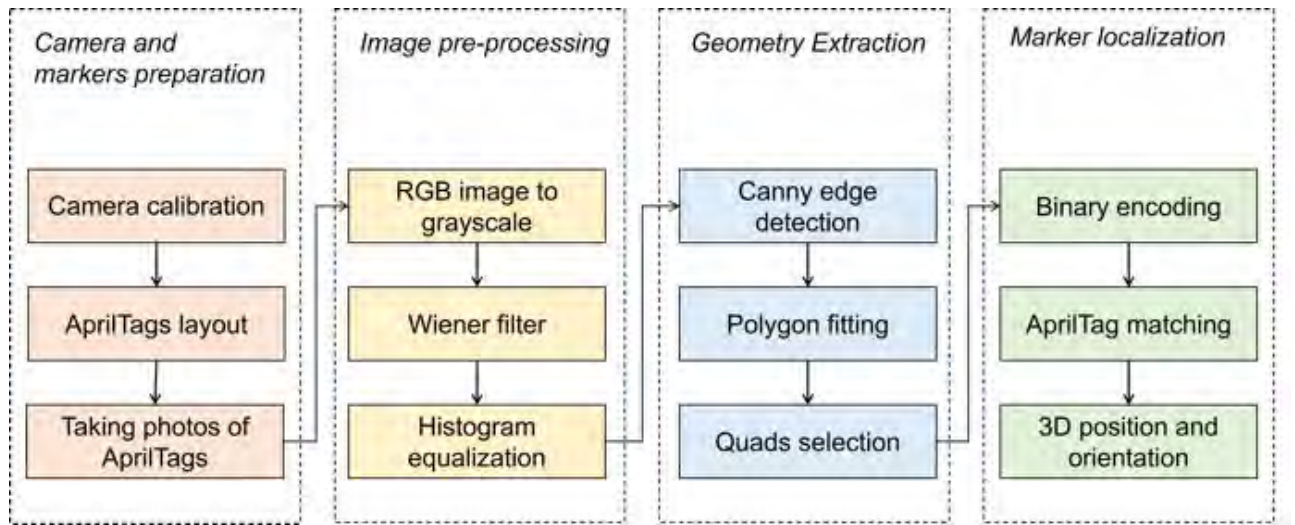 Camera and
markers preparation
Camera calibration
AprilTags layout
Taking photos of
AprilTags
Image pre-processing
RGB image to
grayscale
Wiener filter
Histogram
equalization
Geometry Extraction
Canny edge
detection
Polygon fitting
Quads selection
Marker localization
Binary encoding
AprilTag matching
3D position and
orientation